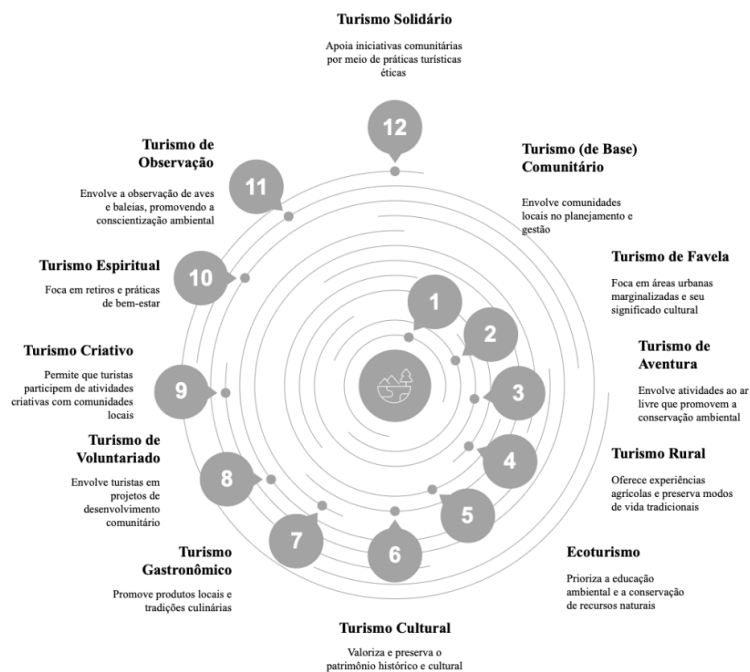 Turismo Solidário
Apoia iniciativas comunitárias
por meio de práticas turísticas
éticas
12
Turismo (de Base)
Comunitário
Envolve comunidades
locais no planejamento e
gestão
1
Turismo de Favela
Foca em áreas urbanas
marginalizadas e seu
significado cultural
2
Turismo de
Aventura
Envolve atividades ao ar
livre que promovem a
conservação ambiental
3
Turismo Rural
Oferece experiências
agrícolas e preserva modos
de vida tradicionais
4
Ecoturismo
Prioriza a educação
ambiental e a conservação
de recursos naturais
5
Turismo Cultural
Valoriza e preserva o
patrimônio histórico e cultural
6
Turismo
Gastronômico
Promove produtos locais e
tradições culinárias
7
Turismo de
Voluntariado
Envolve turistas em
projetos de
desenvolvimento
comunitário
8
Turismo Criativo
Permite que turistas
participem de atividades
criativas com comunidades
locais
9
Turismo Espiritual
Foca em retiros e práticas
de bem-estar
10
Turismo de
Observação
Envolve a observação de aves
e baleias, promovendo a
conscientização ambiental
11